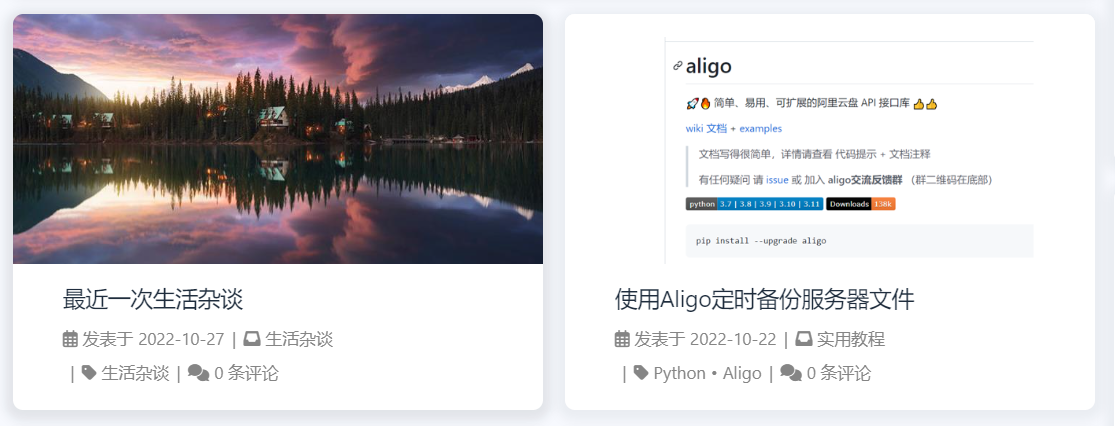 最近一次生活杂谈
发表于 2022-10-27 | 生活杂谈
| 生活杂谈 | 0 条评论
aligo
🚀🔥 简单、易用、可扩展的阿里云盘 API 接口库 👍👍
wiki 文档 + examples
文档写得很简单，详情请查看 代码提示 + 文档注释
有任何疑问 请 issue 或 加入 aligo交流反馈群 （群二维码在底部）
python 3.7 | 3.8 | 3.9 | 3.10 | 3.11 Downloads 138k
pip install --upgrade aligo
使用Aligo定时备份服务器文件
发表于 2022-10-22 | 实用教程
| Python • Aligo | 0 条评论